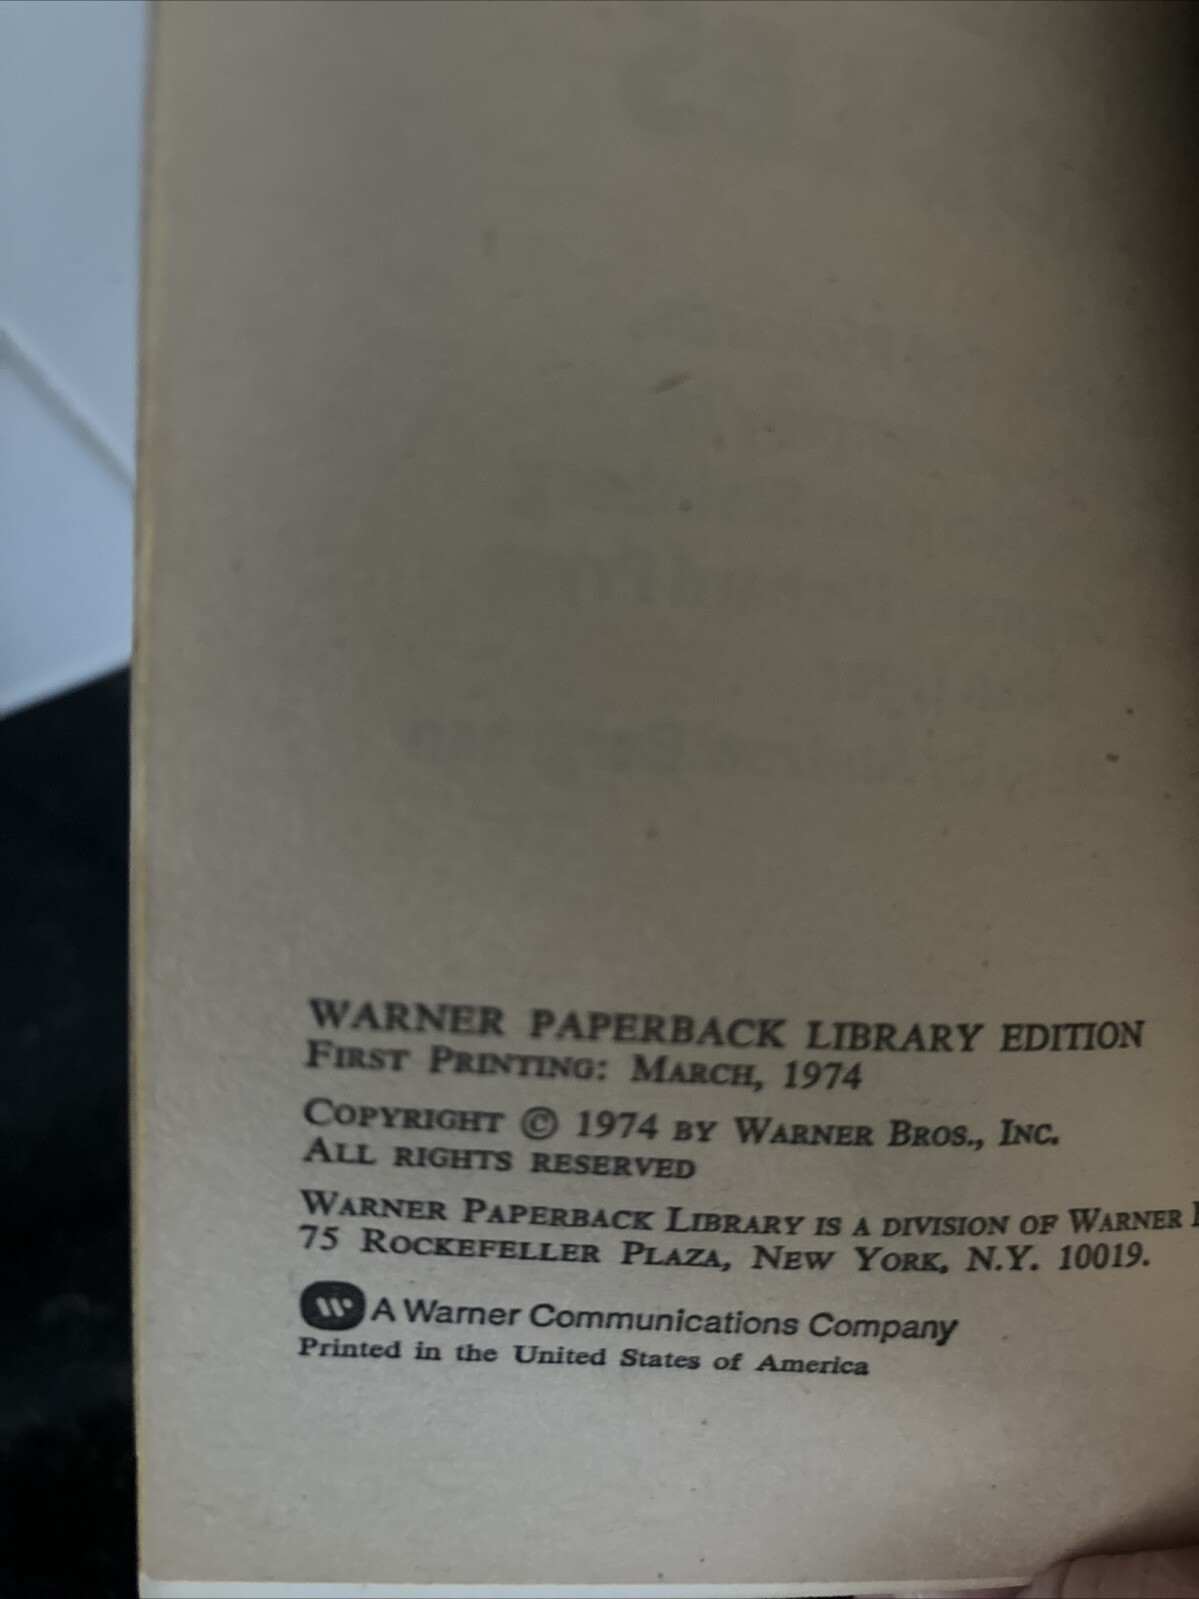 WARNER PAPERBACK LIBRARY EDITION
FIRST PRINTING: MARCH, 1974
COPYRIGHT © 1974 BY WARNER BROS., INC.
ALL RIGHTS RESERVED
WARNER PAPERBACK LIBRARY IS A DIVISION OF WARNER
75 ROCKEFELLER PLAZA, NEW YORK, N.Y. 10019.
A Warner Communications Company
Printed in the United States of America